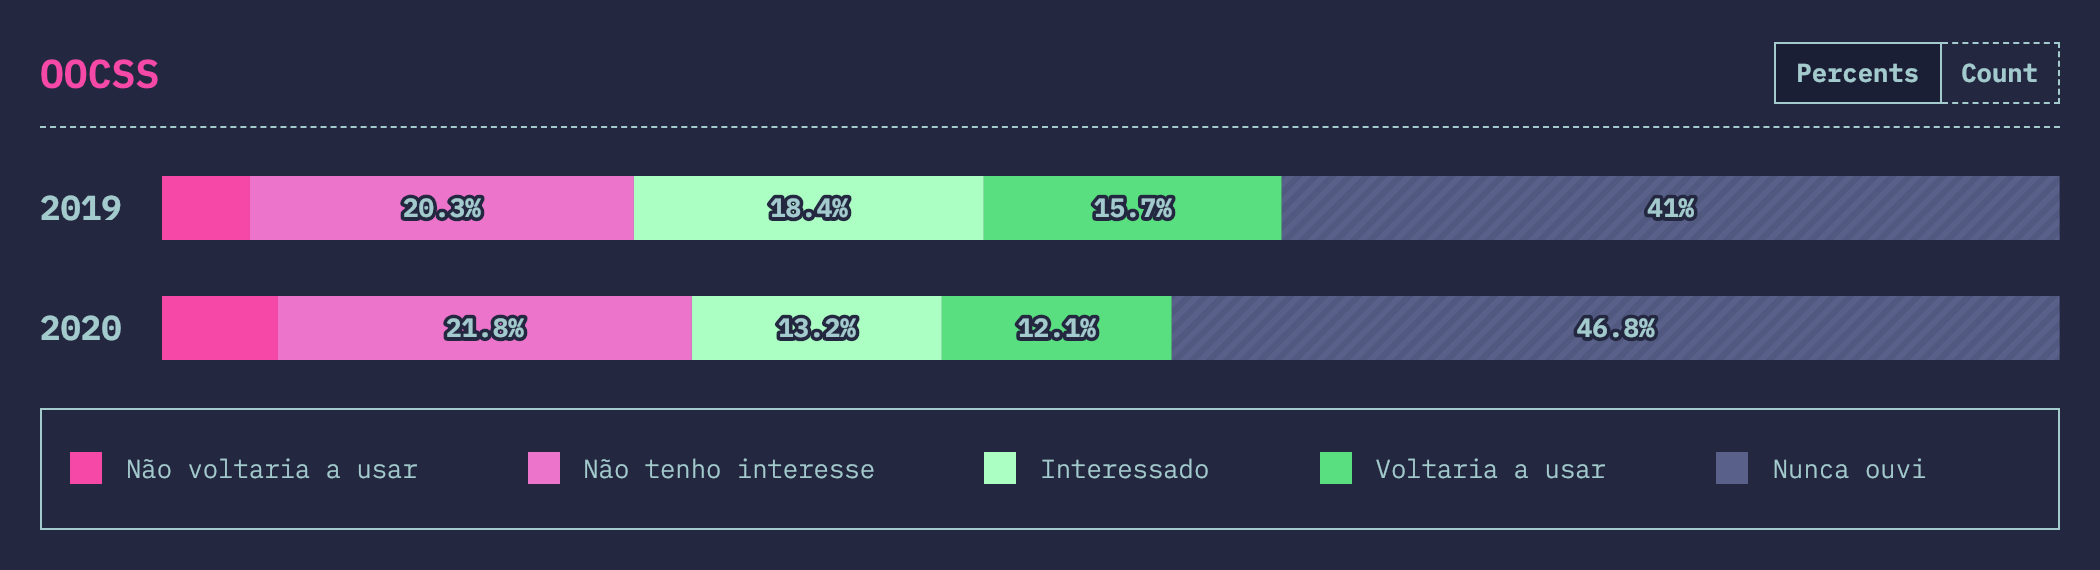 OOCSS
Percents Count
2019 20.3% 18.4% 15.7% 41%
2020 21.8% 13.2% 12.1% 46.8%
Não voltaria a usar Não tenho interesse Interessado Voltaria a usar Nunca ouvi